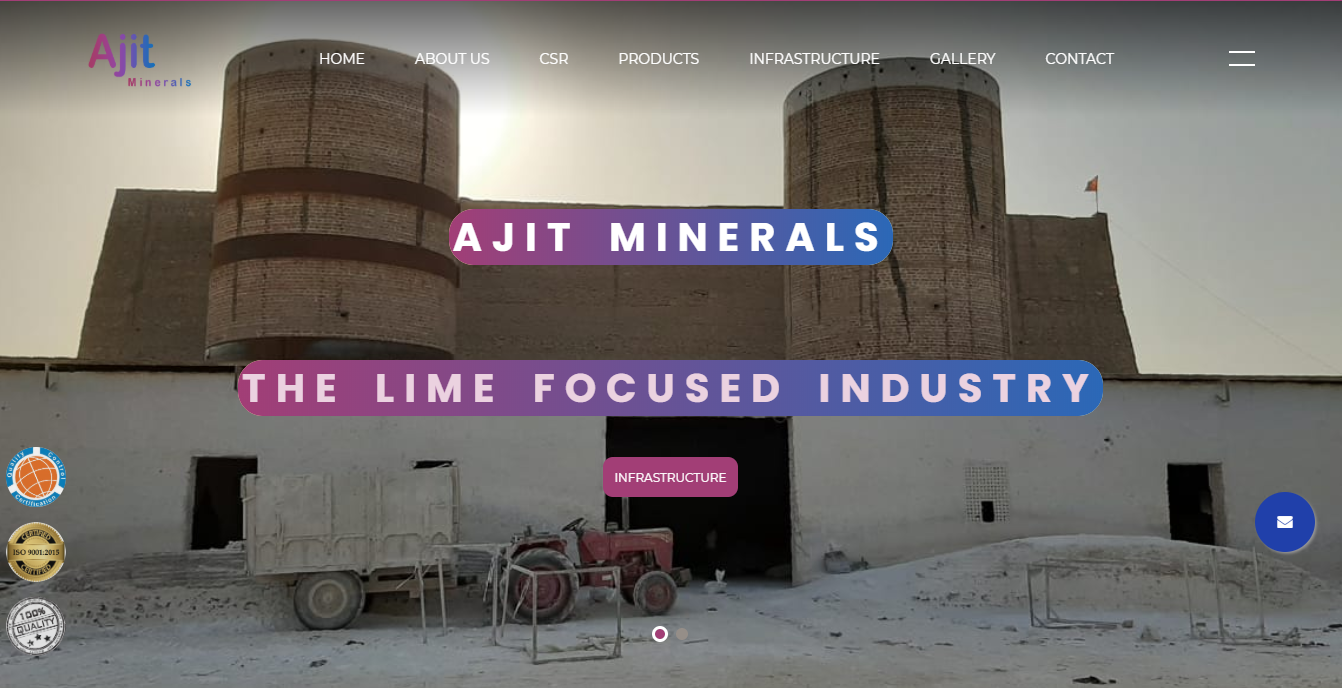 Ajit
Minerals
HOME
ABOUT US
CSR
PRODUCTS
INFRASTRUCTURE
GALLERY
CONTACT
AJIT MINERALS
THE LIME FOCUSED INDUSTRY
INFRASTRUCTURE
Quality Control
Certification
CERTIFIED
ISO 9001:2015
CERTIFIED
100%
QUALITY